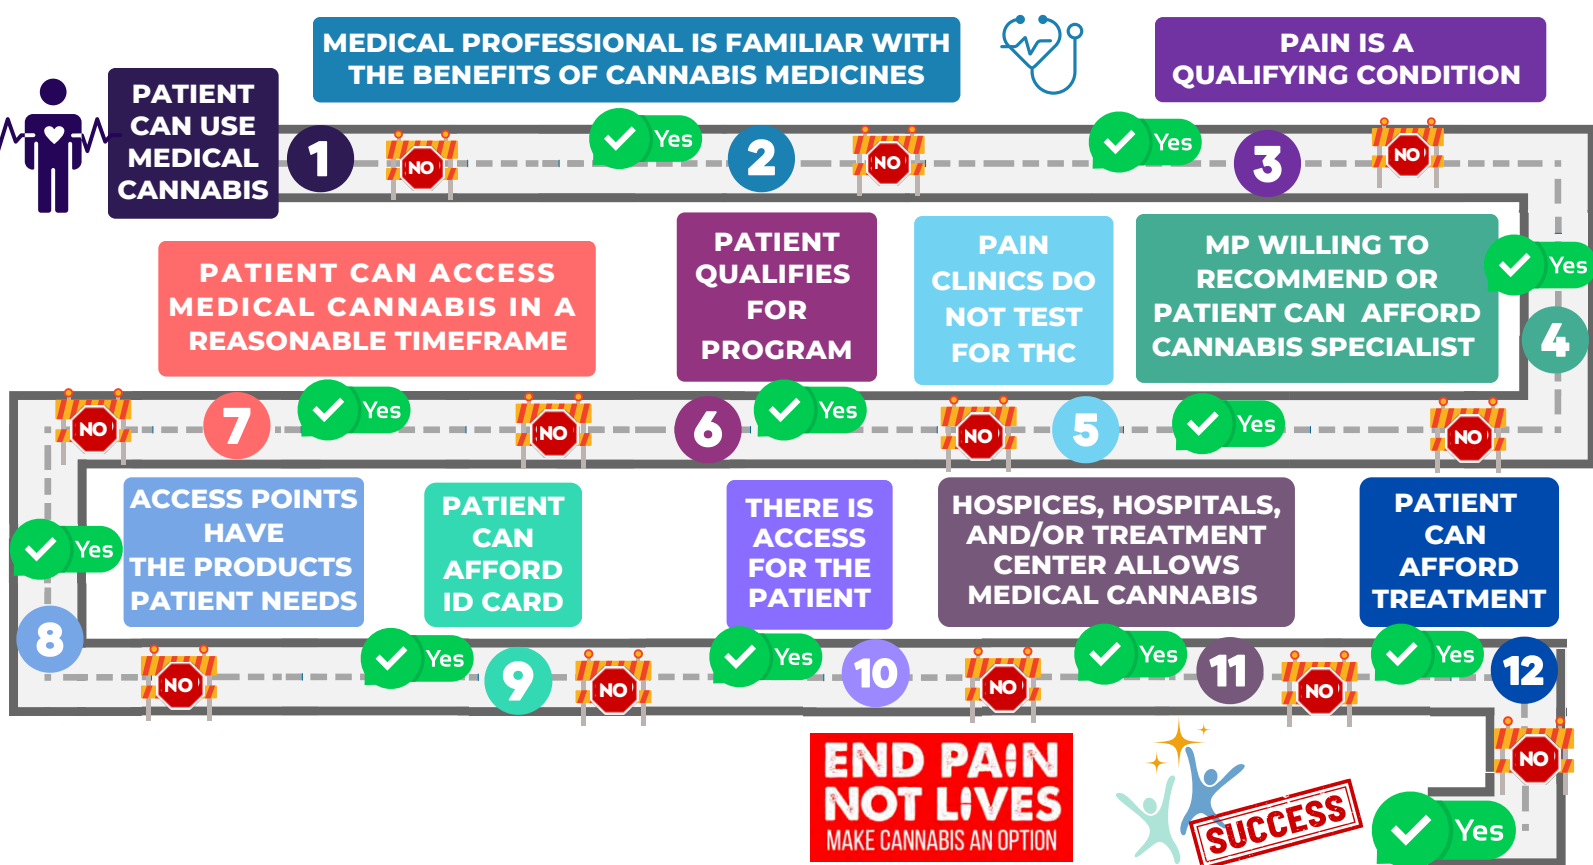 MEDICAL PROFESSIONAL IS FAMILIAR WITH
THE BENEFITS OF CANNABIS MEDICINES
PAIN IS A
QUALIFYING CONDITION
PATIENT
CAN USE
MEDICAL
CANNABIS
1
NO
Yes
2
NO
Yes
3
NO
PATIENT CAN ACCESS
MEDICAL CANNABIS IN A
REASONABLE TIMEFRAME
PATIENT
QUALIFIES
FOR
PROGRAM
PAIN
CLINICS DO
NOT TEST
FOR THC
MP WILLING TO
RECOMMEND OR
PATIENT CAN AFFORD
CANNABIS SPECIALIST
Yes
4
NO
7
Yes
NO
6
Yes
NO
5
Yes
NO
ACCESS POINTS
HAVE
THE PRODUCTS
PATIENT NEEDS
PATIENT
CAN
AFFORD
ID CARD
THERE IS
ACCESS
FOR THE
PATIENT
HOSPICES, HOSPITALS,
AND/OR TREATMENT
CENTER ALLOWS
MEDICAL CANNABIS
PATIENT
CAN
AFFORD
TREATMENT
Yes
8
NO
Yes
9
NO
Yes
10
NO
Yes
11
NO
Yes
12
NO
END PAIN
NOT LIVES
MAKE CANNABIS AN OPTION
SUCCESS
Yes